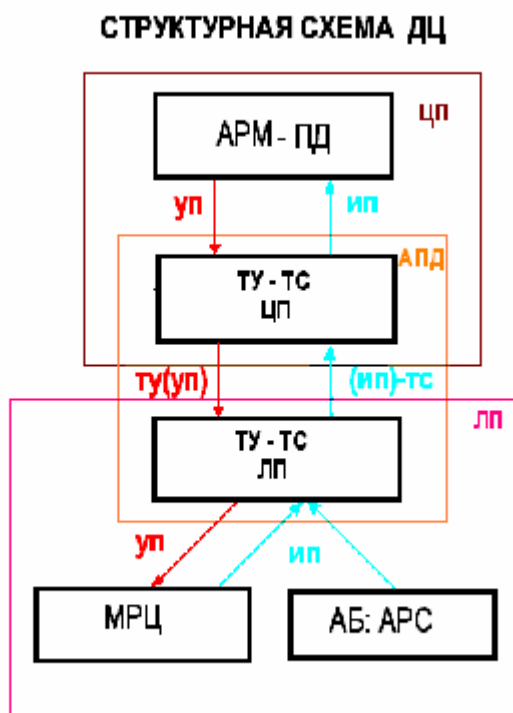 СТРУКТУРНАЯ СХЕМА ДЦ
ЦП
АРМ - ПД
УП
ИП
АПД
ТУ - ТС
ЦП
ТУ(УП)
(ИП)-ТС
ЛП
ТУ - ТС
ЛП
УП
ИП
МРЦ
АБ: АРС